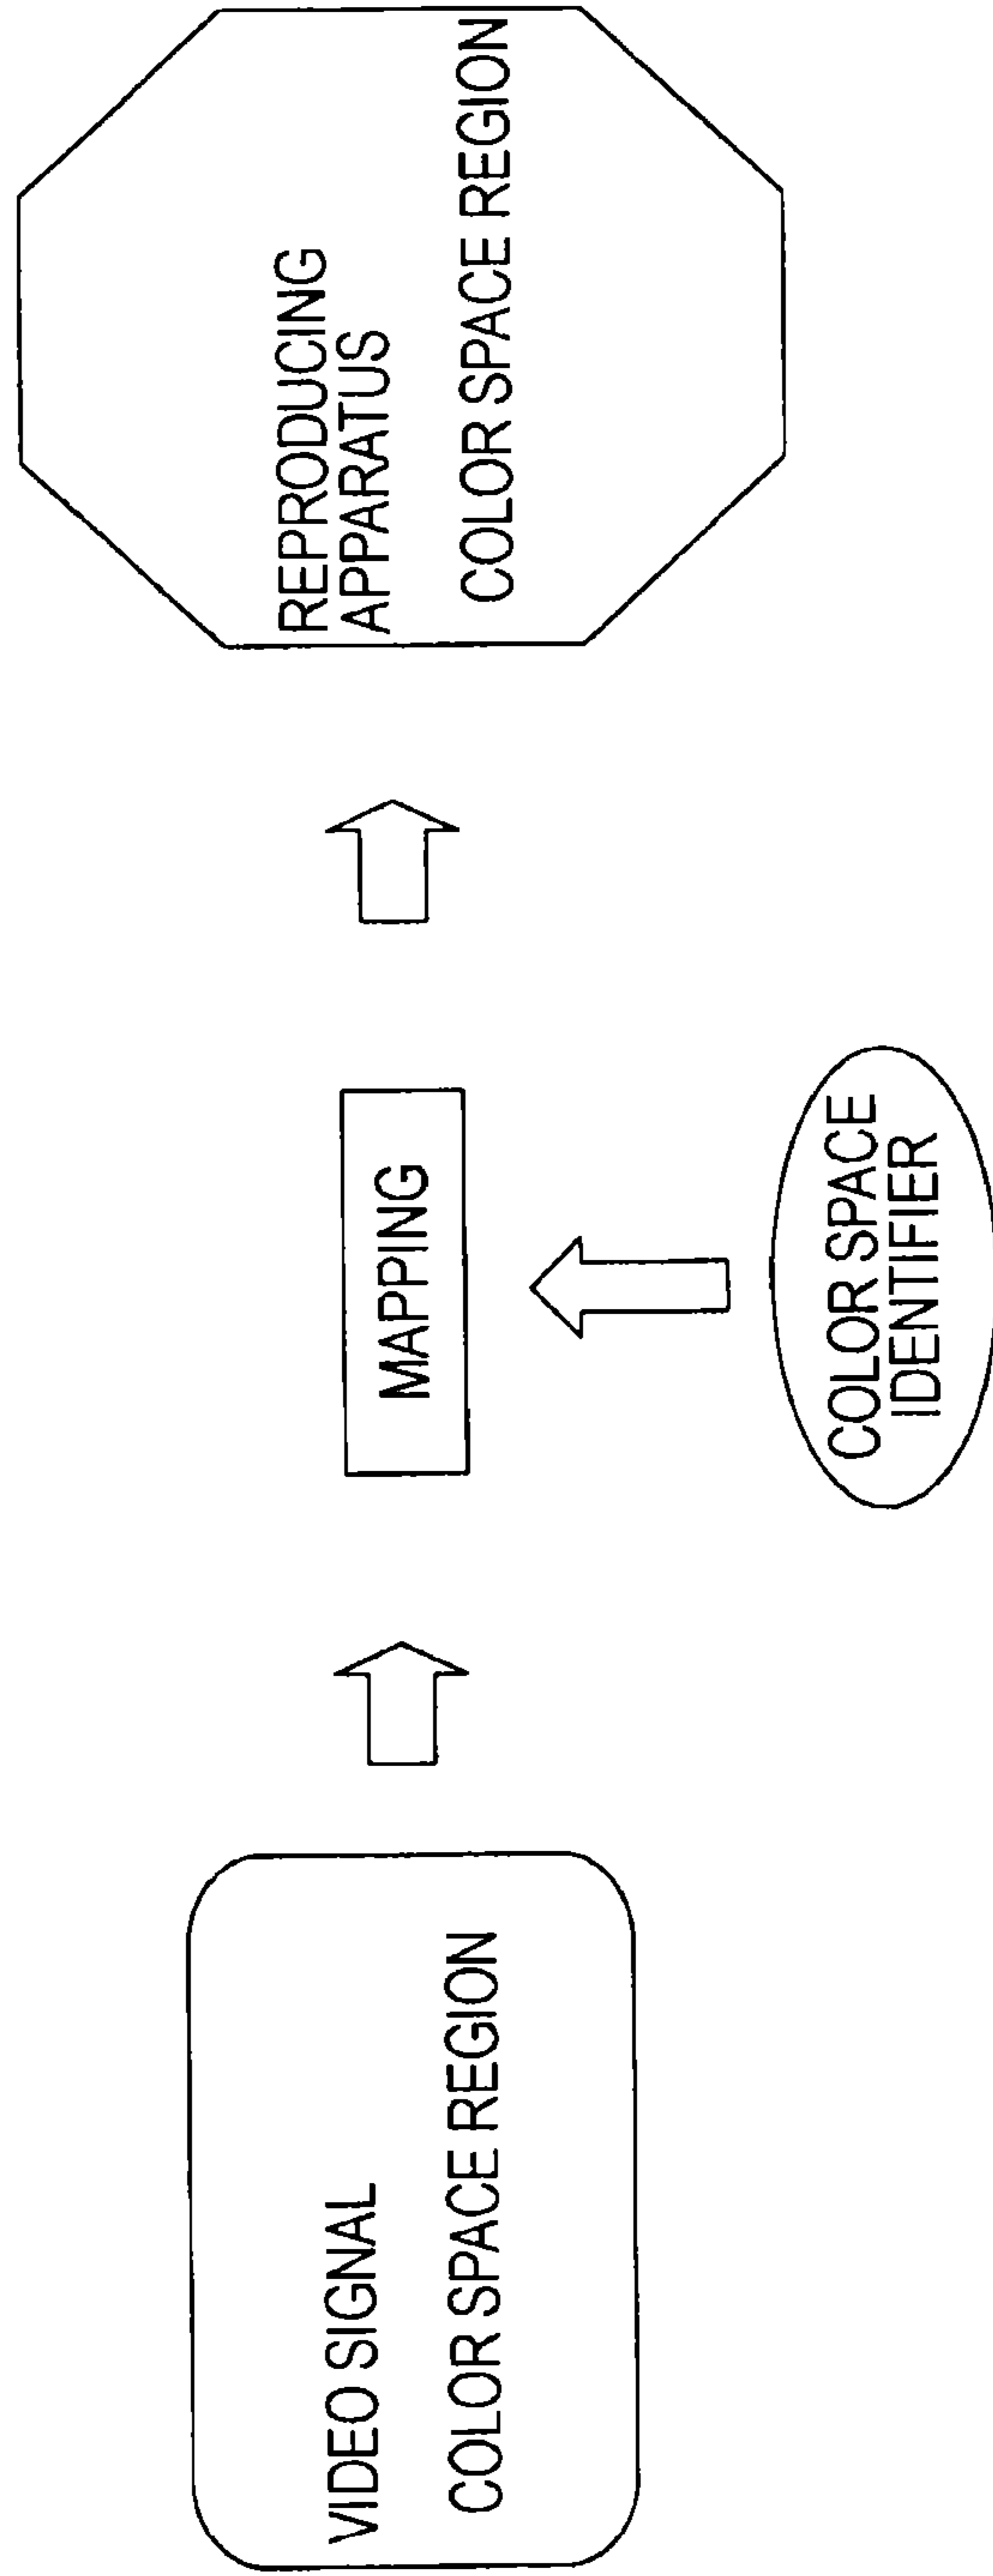 VIDEO SIGNAL
COLOR SPACE REGION
MAPPING
COLOR SPACE
IDENTIFIER
REPRODUCING
APPARATUS
COLOR SPACE REGION